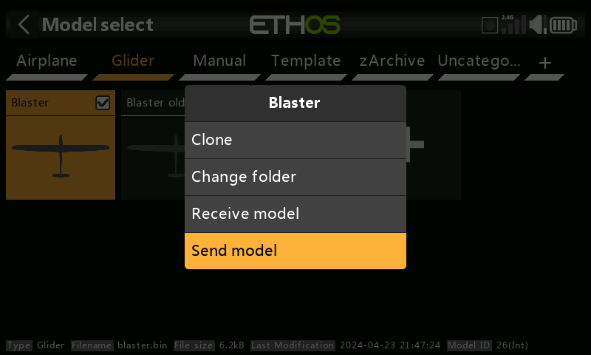 Model select
ETHOS
2.4G
Airplane Glider Manual Template zArchive Uncatego... +
Blaster
Blaster old
Blaster
Clone
Change folder
Receive model
Send model
Type Glider Filename blaster.bin File size 6.2kB Last Modification 2024-04-23 21:47:24 Model ID 26(Int)